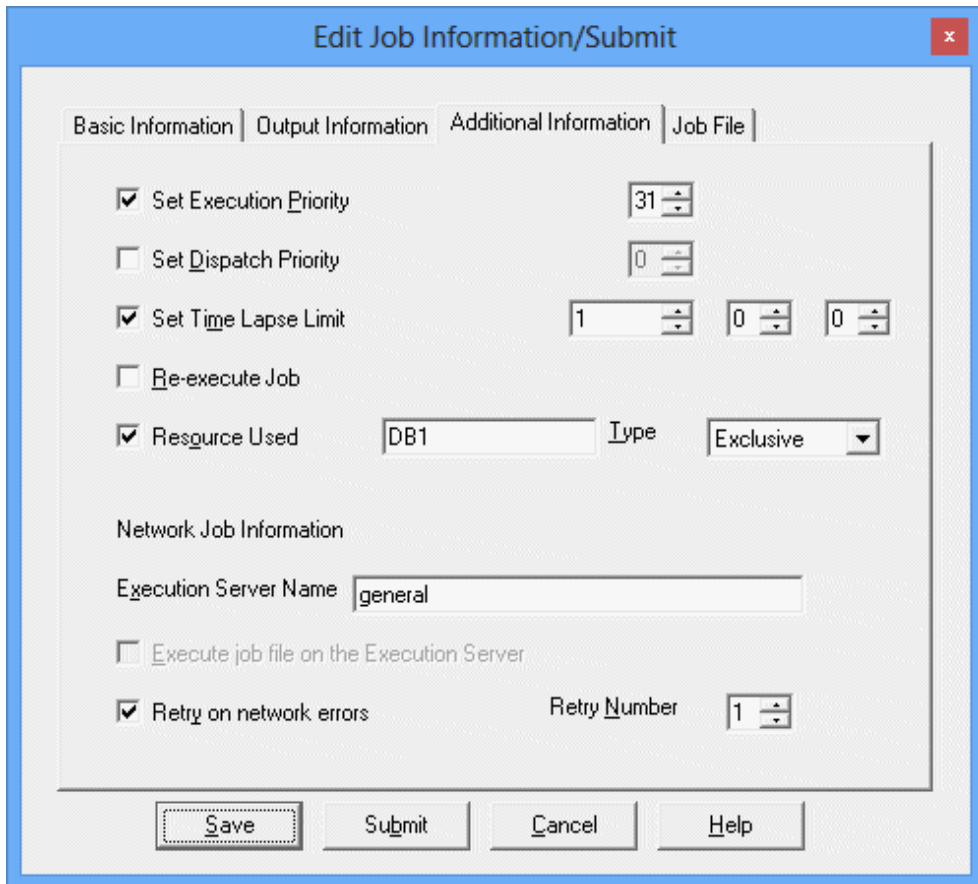 Edit Job Information/Submit x
Basic Information Output Information Additional Information Job File
Set Execution Priority 31
Set Dispatch Priority 0
Set Time Lapse Limit 1 0 0
Re-execute Job
Resource Used DB1 Type Exclusive
Network Job Information
Execution Server Name general
Execute job file on the Execution Server
Retry on network errors Retry Number 1
Save Submit Cancel Help